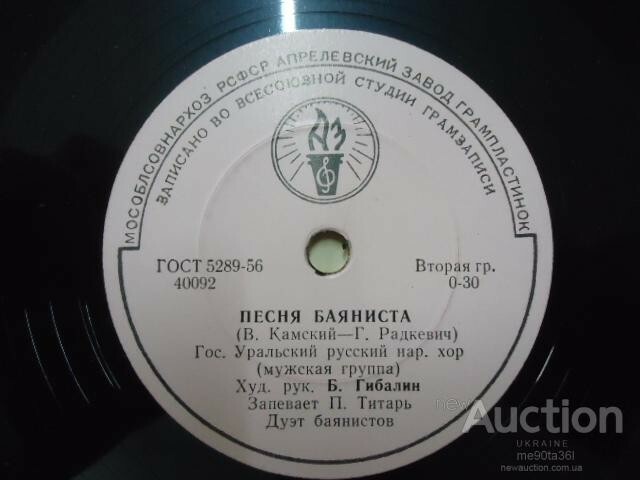 МОСОБЛСОВНАРХОЗ РСФСР АПРЕЛЕВСКИЙ ЗАВОД ГРАМПЛАСТИНОК
ЗАПИСАНО ВО ВСЕСОЮЗНОЙ СТУДИИ ГРАМЗАПИСИ
АЗ
ГОСТ 5289-56
40092
Вторая гр.
0-30
ПЕСНЯ БАЯНИСТА
(В. Камский—Г. Радкевич)
Гос. Уральский русский нар. хор
(мужская группа)
Худ. рук. Б. Гибалин
Запевает П. Титарь
Дуэт баянистов
new Auction
UKRAINE
me90ta36l
newauction.com.ua